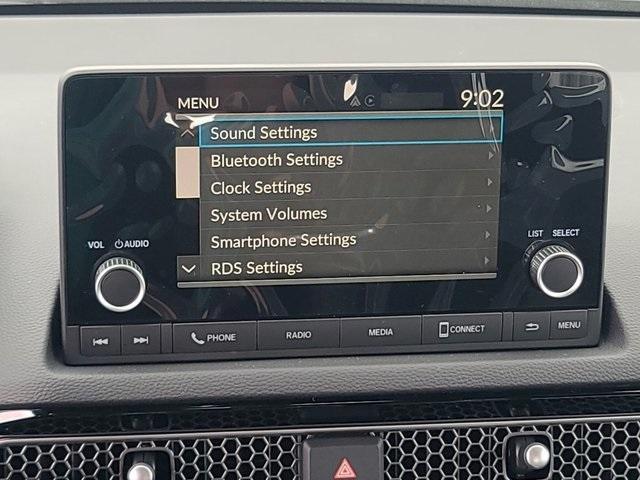 MENU 9:02
Sound Settings
Bluetooth Settings
Clock Settings
System Volumes
Smartphone Settings
RDS Settings
VOL AUDIO
LIST SELECT
PHONE RADIO MEDIA CONNECT MENU